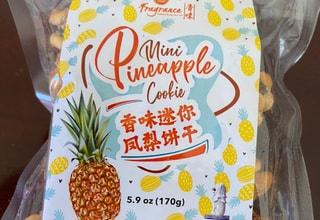 Fragrance
香味
Mini
Pineapple
Cookie
香味迷你
凤梨饼干
5.9 oz (170g)